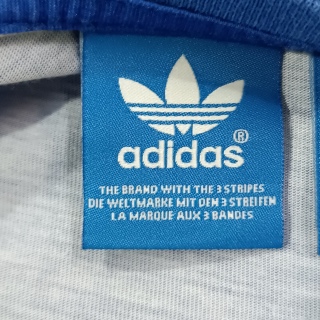 adidas®
THE BRAND WITH THE 3 STRIPES
DIE WELTMARKE MIT DEN 3 STREIFEN
LA MARQUE AUX 3 BANDES